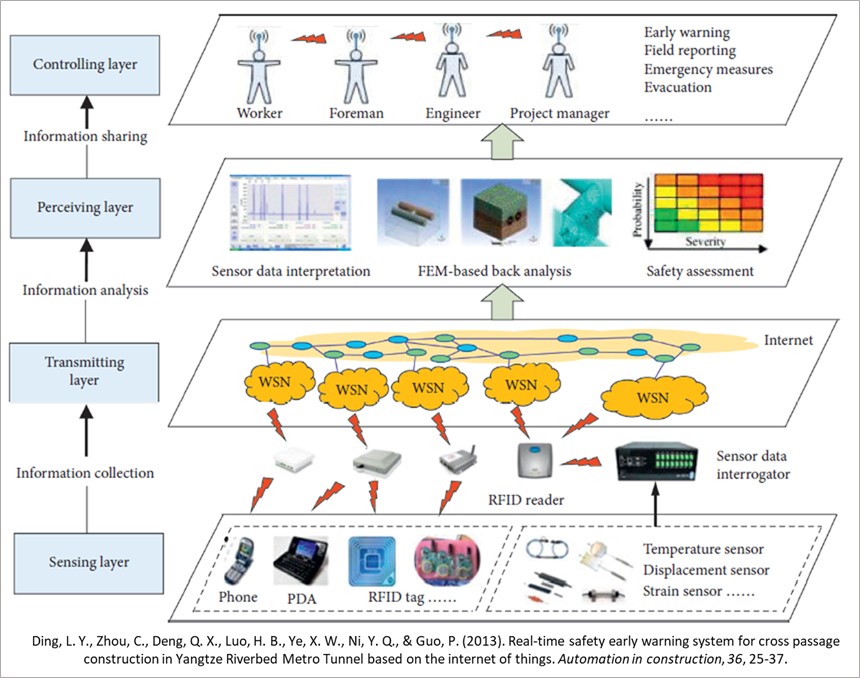 Controlling layer
Information sharing
Perceiving layer
Information analysis
Transmitting
layer
Information collection
Sensing layer
Worker
Foreman
Engineer
Project manager
Early warning
Field reporting
Emergency measures
Evacuation
……
Sensor data interpretation
FEM-based back analysis
Probability
Severity
Safety assessment
Internet
WSN
WSN
WSN
WSN
WSN
RFID reader
Sensor data
interrogator
Phone
PDA
RFID tag ……
Temperature sensor
Displacement sensor
Strain sensor ……
Ding, L. Y., Zhou, C., Deng, Q. X., Luo, H. B., Ye, X. W., Ni, Y. Q., & Guo, P. (2013). Real-time safety early warning system for cross passage
construction in Yangtze Riverbed Metro Tunnel based on the internet of things. Automation in construction, 36, 25-37.